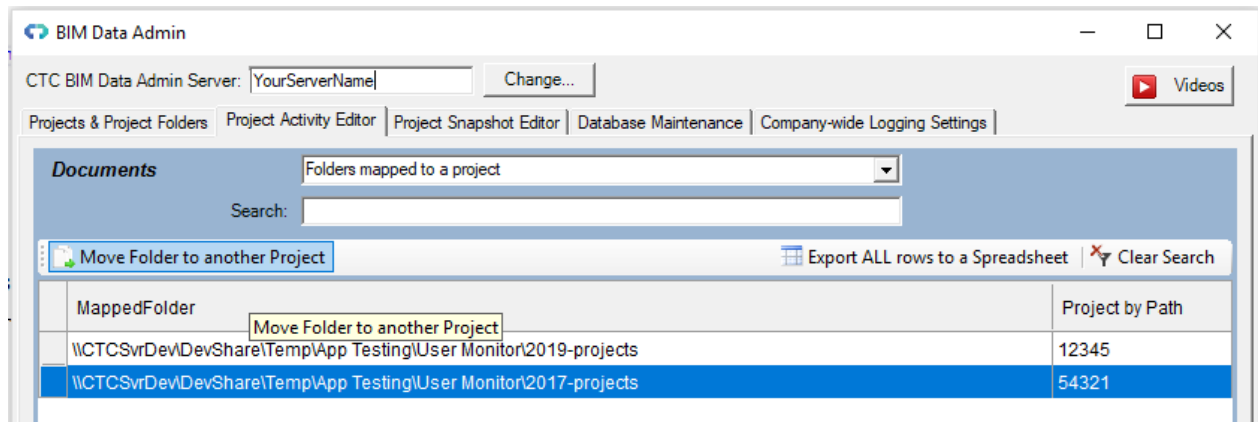 BIM Data Admin
CTC BIM Data Admin Server: YourServerName Change... Videos
Projects & Project Folders Project Activity Editor Project Snapshot Editor Database Maintenance Company-wide Logging Settings
Documents Folders mapped to a project
Search:
Move Folder to another Project Export ALL rows to a Spreadsheet Clear Search
MappedFolder Project by Path
Move Folder to another Project
\\CTCSvrDev\DevShare\Temp\App Testing\User Monitor\2019-projects 12345
\\CTCSvrDev\DevShare\Temp\App Testing\User Monitor\2017-projects 54321